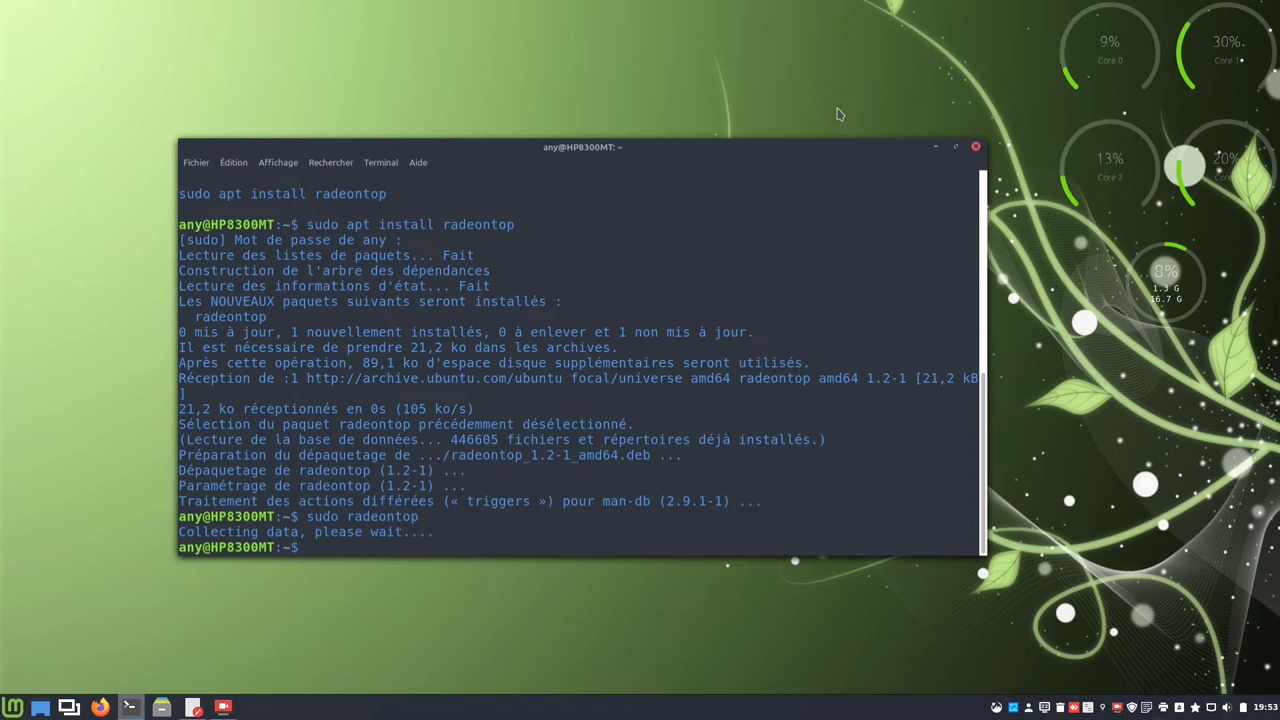 9%
Core 0
30%
Core 1
13%
Core 2
20%
8%
1.3 G
16.7 G
any@HP8300MT: ~
Fichier Édition Affichage Rechercher Terminal Aide
sudo apt install radeontop
any@HP8300MT:~$ sudo apt install radeontop
[sudo] Mot de passe de any :
Lecture des listes de paquets... Fait
Construction de l'arbre des dépendances
Lecture des informations d'état... Fait
Les NOUVEAUX paquets suivants seront installés :
radeontop
0 mis à jour, 1 nouvellement installés, 0 à enlever et 1 non mis à jour.
Il est nécessaire de prendre 21,2 ko dans les archives.
Après cette opération, 89,1 ko d'espace disque supplémentaires seront utilisés.
Réception de :1 http://archive.ubuntu.com/ubuntu focal/universe amd64 radeontop amd64 1.2-1 [21,2 kB
]
21,2 ko réceptionnés en 0s (105 ko/s)
Sélection du paquet radeontop précédemment désélectionné.
(Lecture de la base de données... 446605 fichiers et répertoires déjà installés.)
Préparation du dépaquetage de .../radeontop_1.2-1_amd64.deb ...
Dépaquetage de radeontop (1.2-1) ...
Paramétrage de radeontop (1.2-1) ...
Traitement des actions différées (« triggers ») pour man-db (2.9.1-1) ...
any@HP8300MT:~$ sudo radeontop
Collecting data, please wait....
any@HP8300MT:~$
19:53